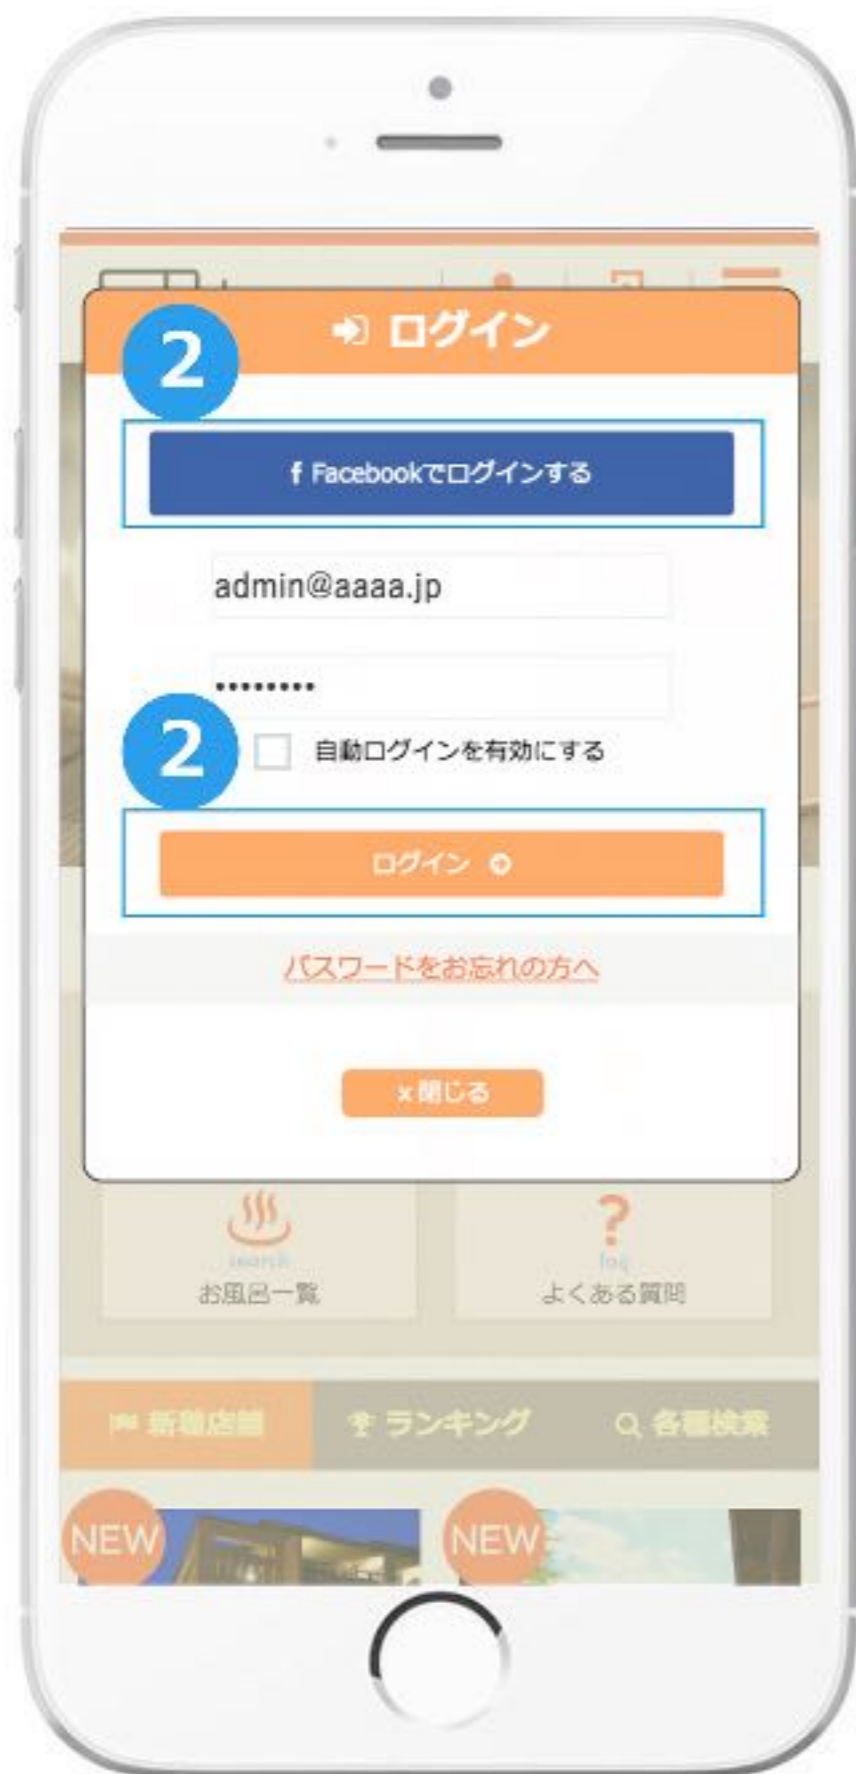 2
ログイン
f Facebookでログインする
admin@aaaa.jp
••••••••
2
自動ログインを有効にする
ログイン
パスワードをお忘れの方へ
x 閉じる
search faq
お風呂一覧 よくある質問
新着店舗 ランキング 各種検索
NEW NEW